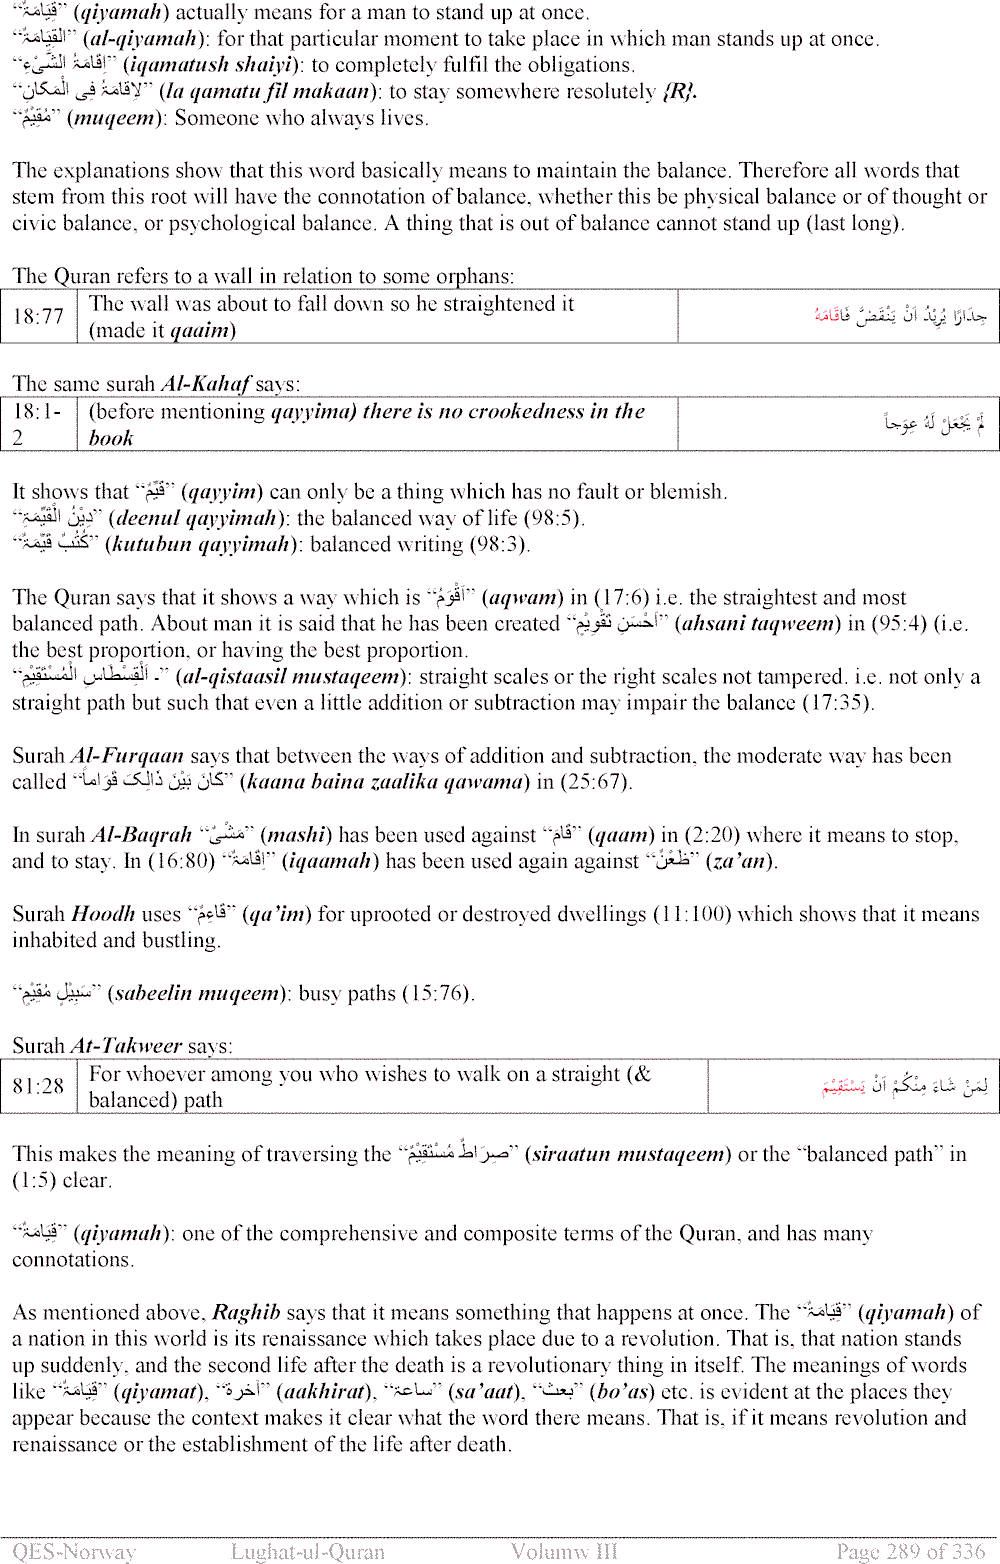 “قِيَامَۃٌ” (qiyamah) actually means for a man to stand up at once.
“اَلْقِيَامَۃُ” (al-qiyamah): for that particular moment to take place in which man stands up at once.
“اِقَامَۃُ الشَّیْءِ” (iqamatush shaiyi): to completely fulfil the obligations.
“لاِقَامَۃُ فِی الْمَکَانِ” (la qamatu fil makaan): to stay somewhere resolutely {R}.
“مُقِيْمٌ” (muqeem): Someone who always lives.
The explanations show that this word basically means to maintain the balance. Therefore all words that
stem from this root will have the connotation of balance, whether this be physical balance or of thought or
civic balance, or psychological balance. A thing that is out of balance cannot stand up (last long).
The Quran refers to a wall in relation to some orphans:
18:77 The wall was about to fall down so he straightened it جِدَارًا يُرِيْدُ اَنْ يَنْقَضَّ فَاَقَامَهُ
(made it qaaim)
The same surah Al-Kahaf says:
18:1- (before mentioning qayyima) there is no crookedness in the لَمْ يَجْعَلْ لَهُ عِوَجاً
2 book
It shows that “قَيِّمٌ” (qayyim) can only be a thing which has no fault or blemish.
“دِيْنُ الْقَيِّمَۃِ” (deenul qayyimah): the balanced way of life (98:5).
“کُتُبٌ قَيِّمَۃٌ” (kutubun qayyimah): balanced writing (98:3).
The Quran says that it shows a way which is “اَقْوَمُ” (aqwam) in (17:6) i.e. the straightest and most
balanced path. About man it is said that he has been created “اَحْسَنِ تَقْوِيْمٍ” (ahsani taqweem) in (95:4) (i.e.
the best proportion, or having the best proportion.
“اَلْقِسْطَاسِ الْمُسْتَقِيْمِ ـ” (al-qistaasil mustaqeem): straight scales or the right scales not tampered. i.e. not only a
straight path but such that even a little addition or subtraction may impair the balance (17:35).
Surah Al-Furqaan says that between the ways of addition and subtraction, the moderate way has been
called “کَانَ بَيْنَ ذَالِکَ قَوَاماً” (kaana baina zaalika qawama) in (25:67).
In surah Al-Baqrah “مَشْیٌ” (mashi) has been used against “قَامَ” (qaam) in (2:20) where it means to stop,
and to stay. In (16:80) “اِقَامَۃٌ” (iqaamah) has been used again against “ظَعْنٌ” (za’an).
Surah Hoodh uses “قَاءِمٌ” (qa’im) for uprooted or destroyed dwellings (11:100) which shows that it means
inhabited and bustling.
“سَبِيْلٍ مُقِيْمٍ” (sabeelin muqeem): busy paths (15:76).
Surah At-Takweer says:
81:28 For whoever among you who wishes to walk on a straight (& لِمَنْ شَاءَ مِنْكُمْ اَنْ يَسْتَقِيْمَ
balanced) path
This makes the meaning of traversing the “صِرَاطٌ مُسْتَقِيْمٌ” (siraatun mustaqeem) or the “balanced path” in
(1:5) clear.
“قِيَامَۃٌ” (qiyamah): one of the comprehensive and composite terms of the Quran, and has many
connotations.
As mentioned above, Raghib says that it means something that happens at once. The “قِيَامَۃٌ” (qiyamah) of
a nation in this world is its renaissance which takes place due to a revolution. That is, that nation stands
up suddenly, and the second life after the death is a revolutionary thing in itself. The meanings of words
like “قِيَامَۃٌ” (qiyamat), “آخرۃ” (aakhirat), “ساعۃ” (sa’aat), “بعث” (bo’as) etc. is evident at the places they
appear because the context makes it clear what the word there means. That is, if it means revolution and
renaissance or the establishment of the life after death.
QES-Norway Lughat-ul-Quran Volumw III Page 289 of 336